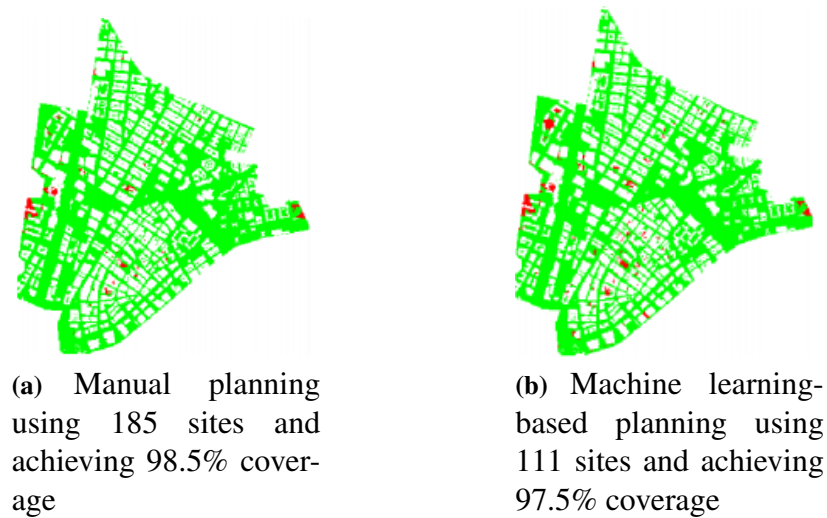 (a) Manual planning
using 185 sites and
achieving 98.5% cover-
age
(b) Machine learning-
based planning using
111 sites and achieving
97.5% coverage